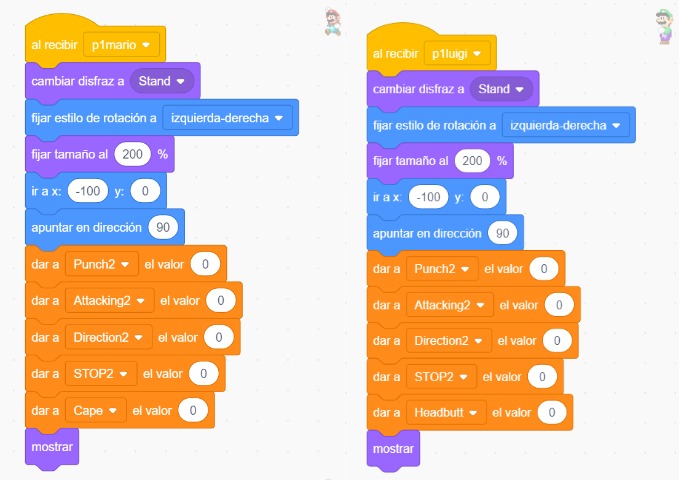 al recibir p1mario
cambiar disfraz a Stand
fijar estilo de rotación a izquierda-derecha
fijar tamaño al 200 %
ir a x: -100 y: 0
apuntar en dirección 90
dar a Punch2 el valor 0
dar a Attacking2 el valor 0
dar a Direction2 el valor 0
dar a STOP2 el valor 0
dar a Cape el valor 0
mostrar
al recibir p1luigi
cambiar disfraz a Stand
fijar estilo de rotación a izquierda-derecha
fijar tamaño al 200 %
ir a x: -100 y: 0
apuntar en dirección 90
dar a Punch2 el valor 0
dar a Attacking2 el valor 0
dar a Direction2 el valor 0
dar a STOP2 el valor 0
dar a Headbutt el valor 0
mostrar